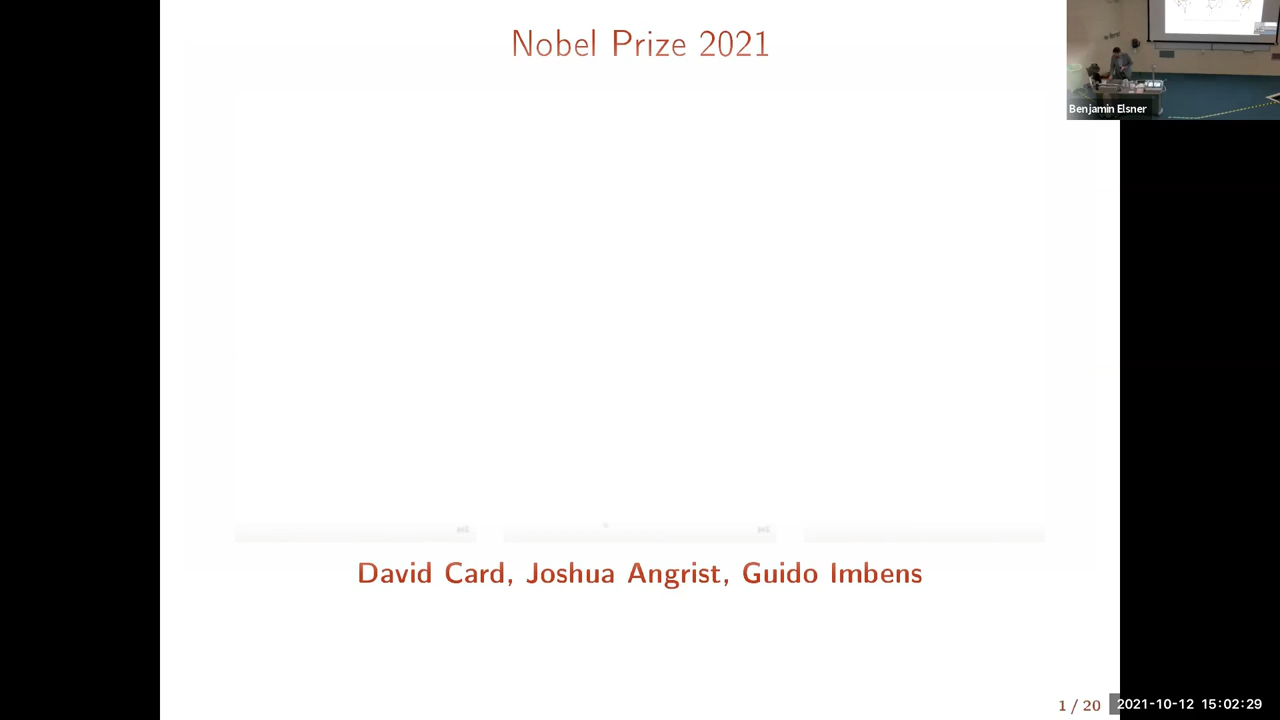 Nobel Prize 2021
Benjamin Elsner
David Card, Joshua Angrist, Guido Imbens
1 / 20
2021-10-12 15:02:29